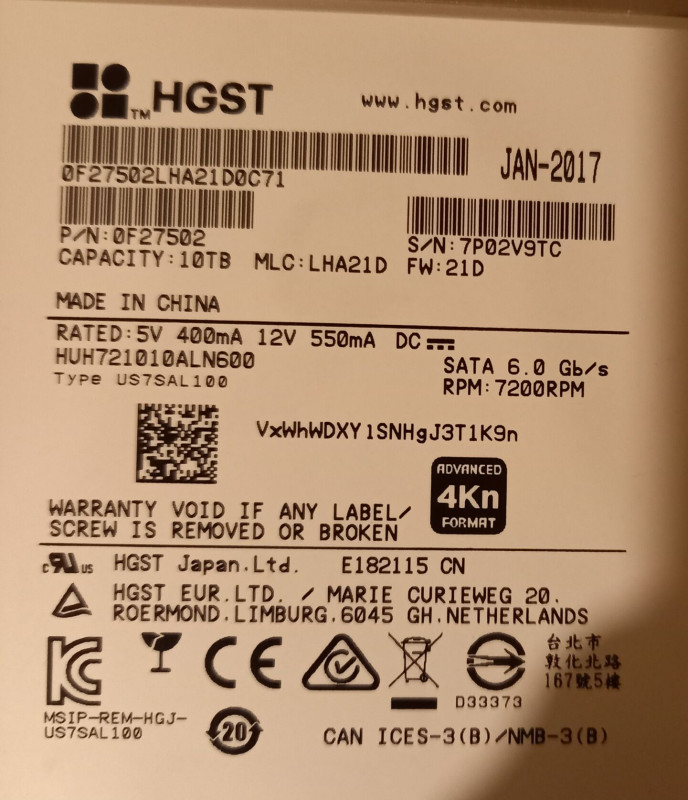 ™HGST
www.hgst.com
0F27502LHA21D0C71
JAN-2017
P/N:0F27502
S/N:7P02V9TC
CAPACITY:10TB MLC:LHA21D FW:21D
MADE IN CHINA
RATED:5V 400mA 12V 550mA DC
HUH721010ALN600
SATA 6.0 Gb/s
Type US7SAL100
RPM:7200RPM
VxWhWDXY1SNHgJ3T1K9n
ADVANCED
4Kn
FORMAT
WARRANTY VOID IF ANY LABEL/
SCREW IS REMOVED OR BROKEN
c RU us HGST Japan.Ltd. E182115 CN
HGST EUR.LTD. / MARIE CURIEWEG 20.
ROERMOND.LIMBURG.6045 GH.NETHERLANDS
CE
台北市
敦化北路
167號5樓
D33373
MSIP-REM-HGJ-
US7SAL100
20
CAN ICES-3(B)/NMB-3(B)